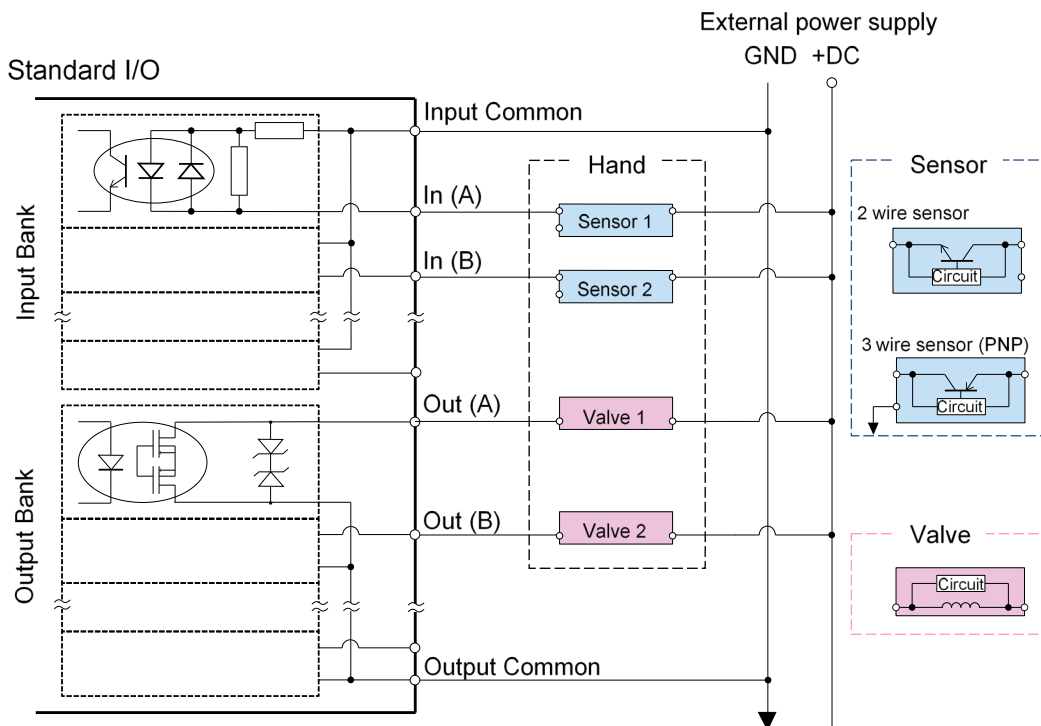 External power supply
GND +DC
Standard I/O
Input Common
Hand
Sensor
In (A)
Sensor 1
2 wire sensor
Circuit
Input Bank
In (B)
Sensor 2
3 wire sensor (PNP)
Circuit
Out (A)
Valve 1
Output Bank
Out (B)
Valve 2
Valve
Circuit
Output Common